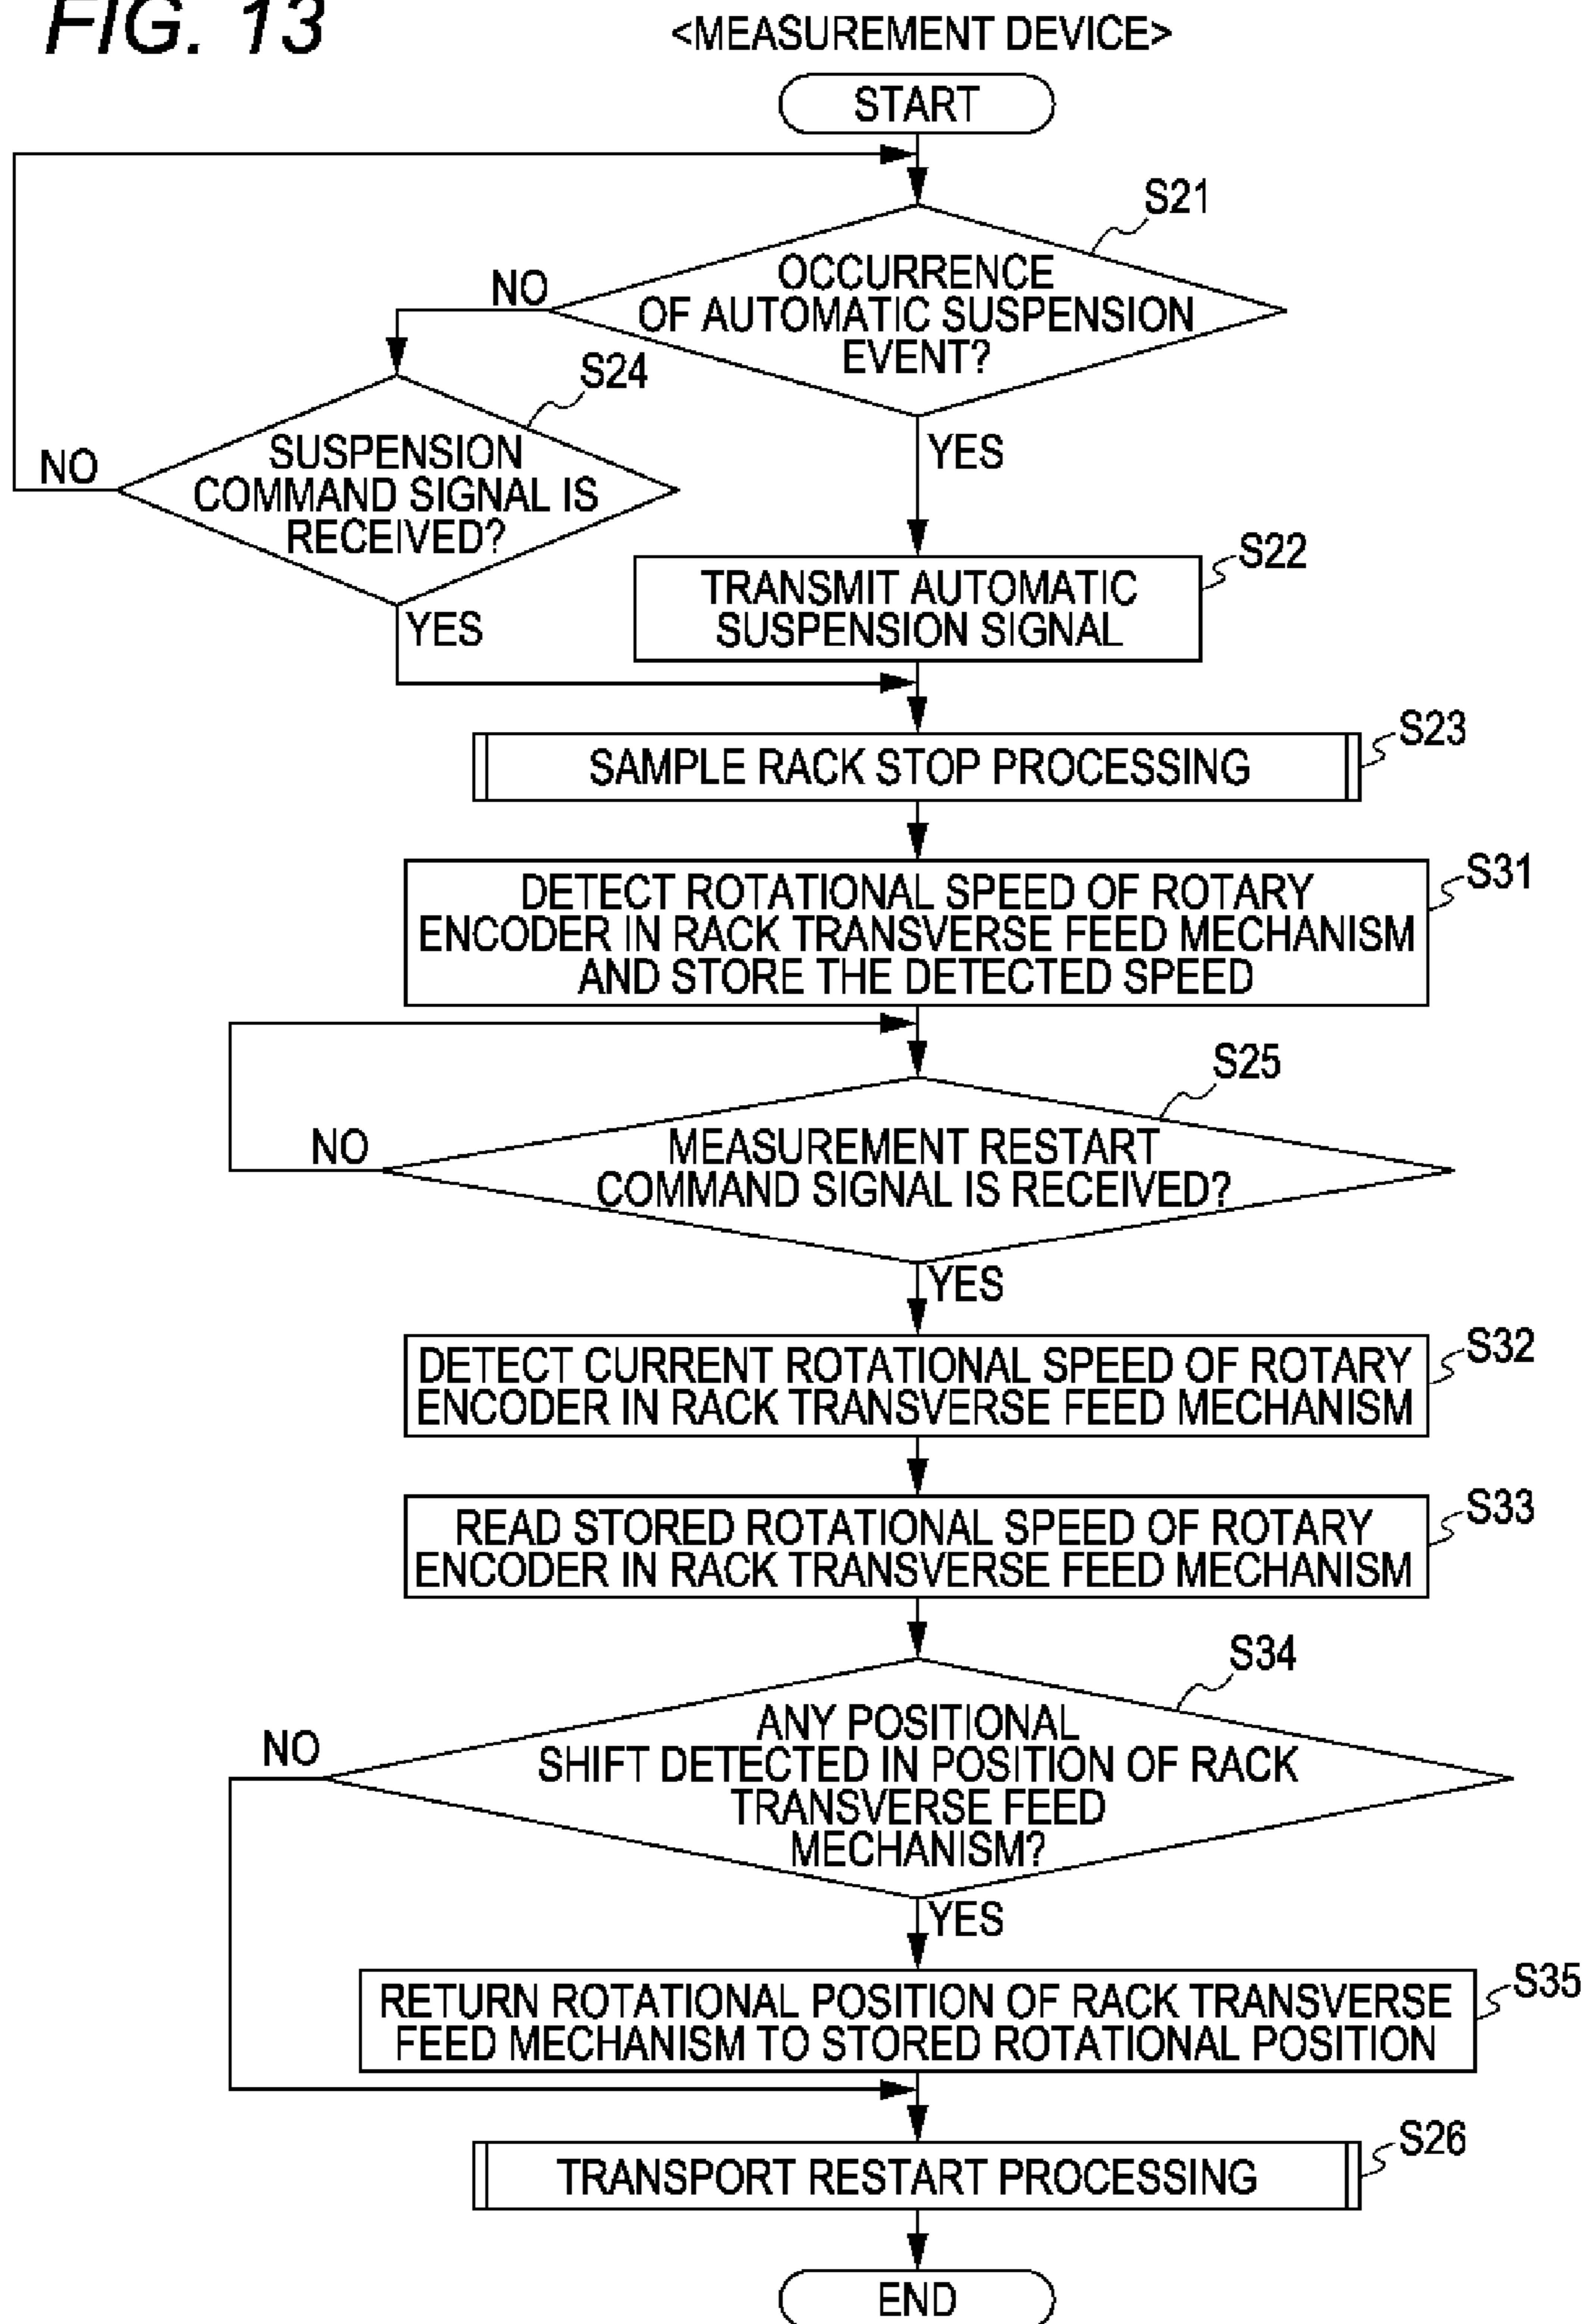 FIG. 13
<MEASUREMENT DEVICE>
START
S21
OCCURRENCE
OF AUTOMATIC SUSPENSION
EVENT?
NO
YES
S24
SUSPENSION
COMMAND SIGNAL IS
RECEIVED?
NO
YES
S22
TRANSMIT AUTOMATIC
SUSPENSION SIGNAL
S23
SAMPLE RACK STOP PROCESSING
S31
DETECT ROTATIONAL SPEED OF ROTARY
ENCODER IN RACK TRANSVERSE FEED MECHANISM
AND STORE THE DETECTED SPEED
S25
NO
MEASUREMENT RESTART
COMMAND SIGNAL IS RECEIVED?
YES
S32
DETECT CURRENT ROTATIONAL SPEED OF ROTARY
ENCODER IN RACK TRANSVERSE FEED MECHANISM
S33
READ STORED ROTATIONAL SPEED OF ROTARY
ENCODER IN RACK TRANSVERSE FEED MECHANISM
S34
NO
ANY POSITIONAL
SHIFT DETECTED IN POSITION OF RACK
TRANSVERSE FEED
MECHANISM?
YES
S35
RETURN ROTATIONAL POSITION OF RACK TRANSVERSE
FEED MECHANISM TO STORED ROTATIONAL POSITION
S26
TRANSPORT RESTART PROCESSING
END